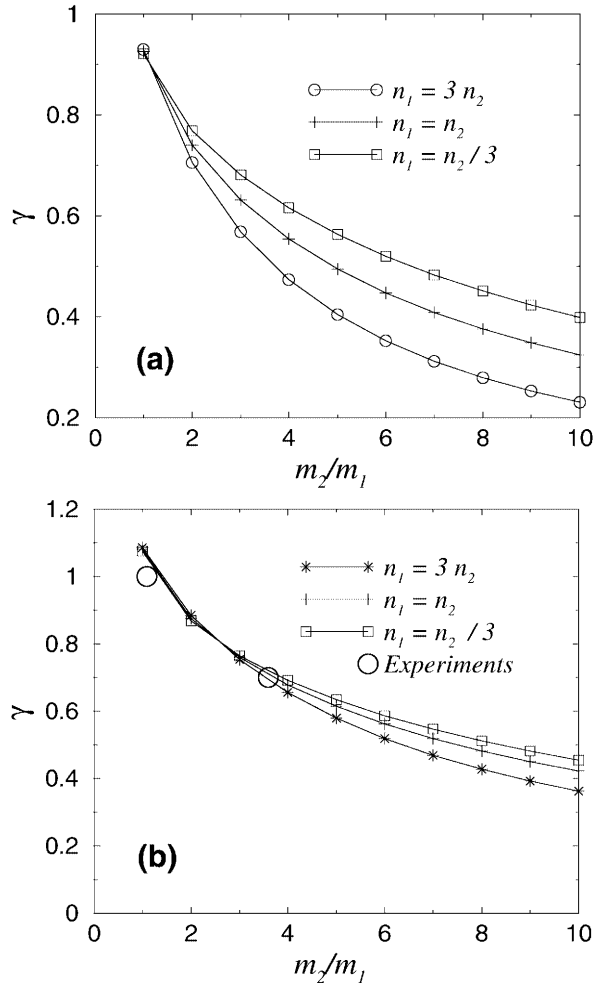 1
0.8
0.6
0.4
0.2
γ
n1 = 3 n2
n1 = n2
n1 = n2 / 3
(a)
0 2 4 6 8 10
m2/m1
1.2
1
0.8
0.6
0.4
0.2
0
γ
n1 = 3 n2
n1 = n2
n1 = n2 / 3
Experiments
(b)
0 2 4 6 8 10
m2/m1